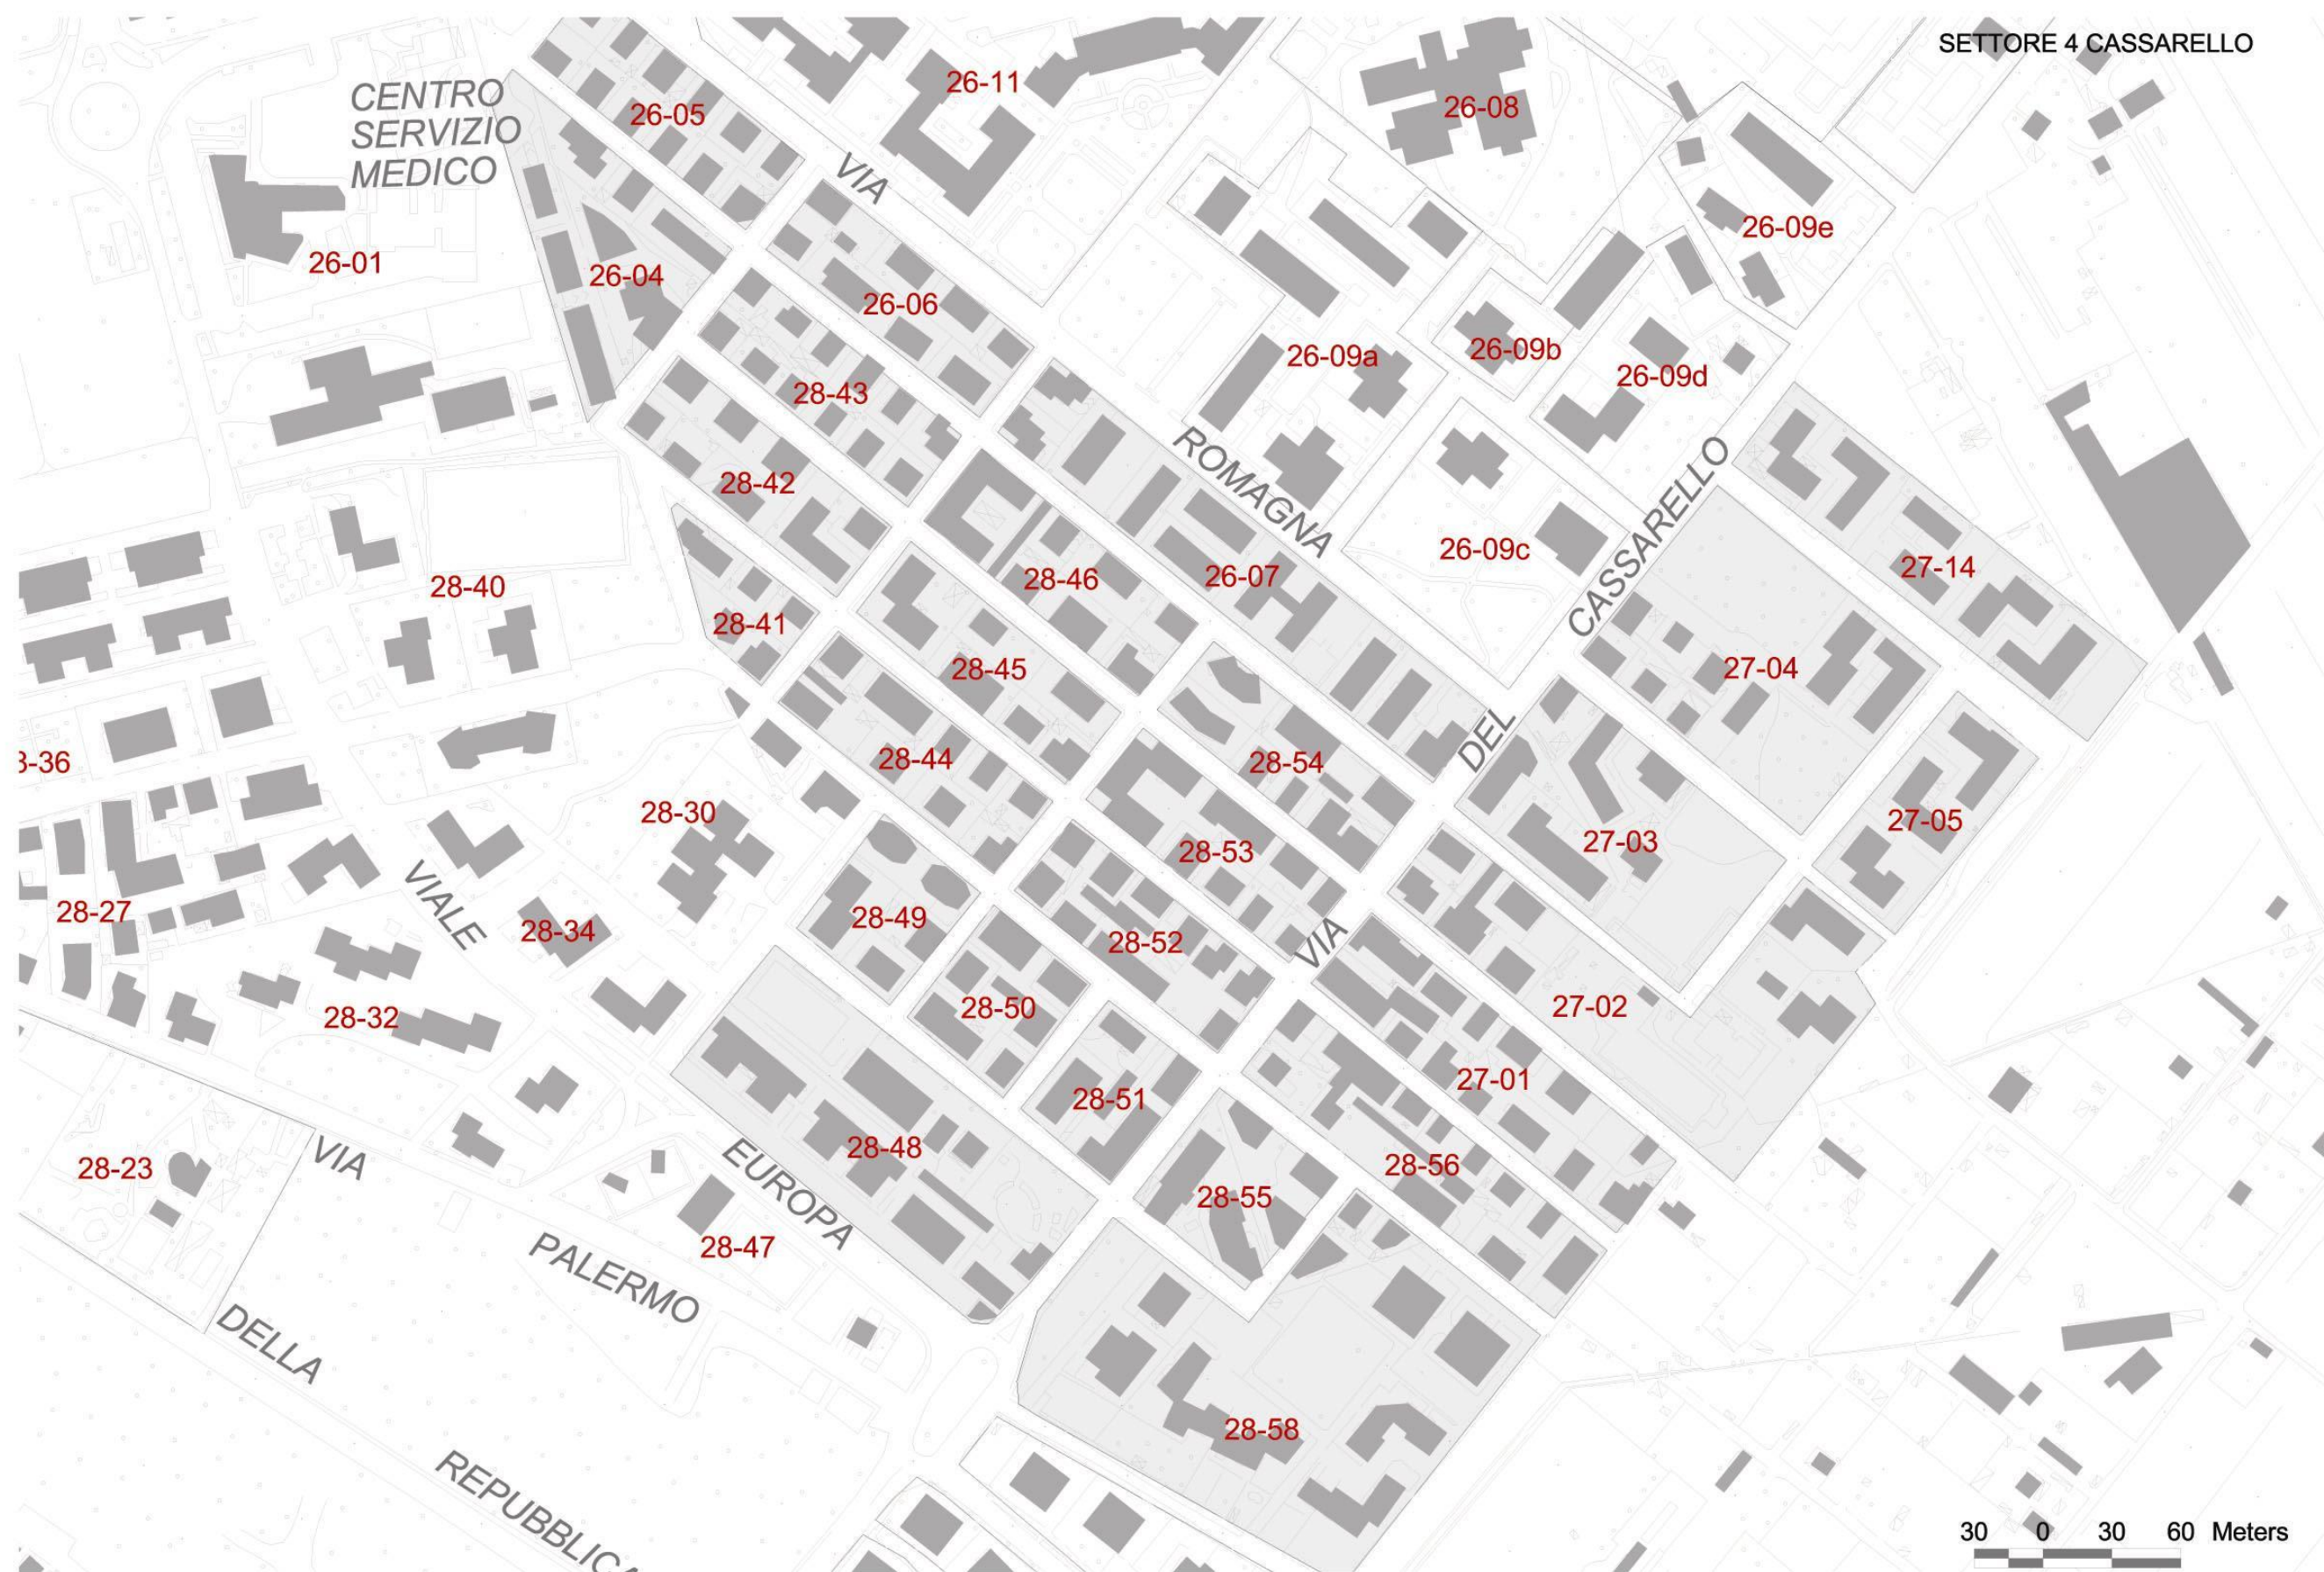 SETTORE 4 CASSARELLO
26-11
26-08
26-05
CENTRO
SERVIZIO
MEDICO
VIA
26-09e
26-01
26-04
26-06
26-09a
26-09b
26-09d
28-43
ROMAGNA
28-42
CASSARELLO
26-09c
27-14
28-40
28-46
26-07
28-41
28-45
27-04
DEL
28-44
28-54
3-36
28-30
27-05
27-03
28-53
VIALE
28-27
28-34
28-49
28-52
VIA
28-50
27-02
28-32
27-01
28-51
28-48
28-56
VIA
28-23
EUROPA
28-55
28-47
PALERMO
DELLA
28-58
REPUBBLICA
30 0 30 60 Meters